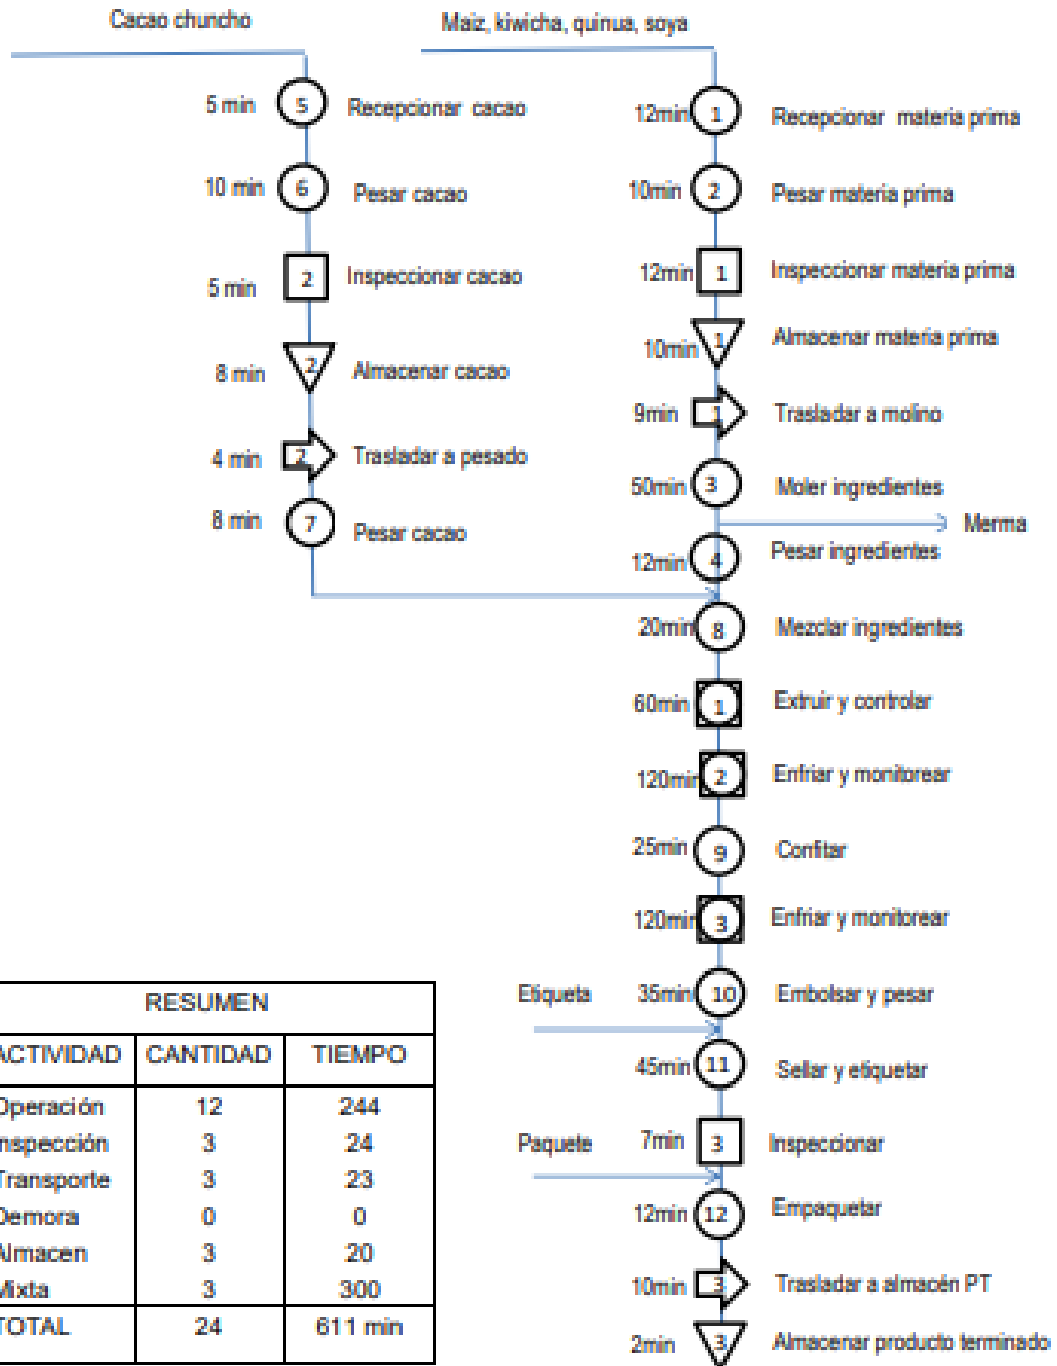 Cacao chuncho
5 min 5 Recepcionar cacao
10 min 6 Pesar cacao
5 min 2 Inspeccionar cacao
8 min 2 Almacenar cacao
4 min 2 Trasladar a pesado
8 min 7 Pesar cacao
Maiz, kiwicha, quinua, soya
12min 1 Recepcionar materia prima
10min 2 Pesar materia prima
12min 1 Inspeccionar materia prima
10min 1 Almacenar materia prima
9min 1 Trasladar a molino
50min 3 Moler ingredientes
Merma
12min 4 Pesar ingredientes
20min 8 Mezclar ingredientes
60min 1 Extruir y controlar
120min 2 Enfriar y monitorear
25min 9 Confitar
120min 3 Enfriar y monitorear
Etiqueta 35min 10 Embolsar y pesar
45min 11 Sellar y etiquetar
Paquete 7min 3 Inspeccionar
12min 12 Empaquetar
10min 3 Trasladar a almacén PT
2min 3 Almacenar producto terminado
RESUMEN
ACTIVIDAD CANTIDAD TIEMPO
Operación 12 244
Inspección 3 24
Transporte 3 23
Demora 0 0
Almacen 3 20
Mixta 3 300
TOTAL 24 611 min